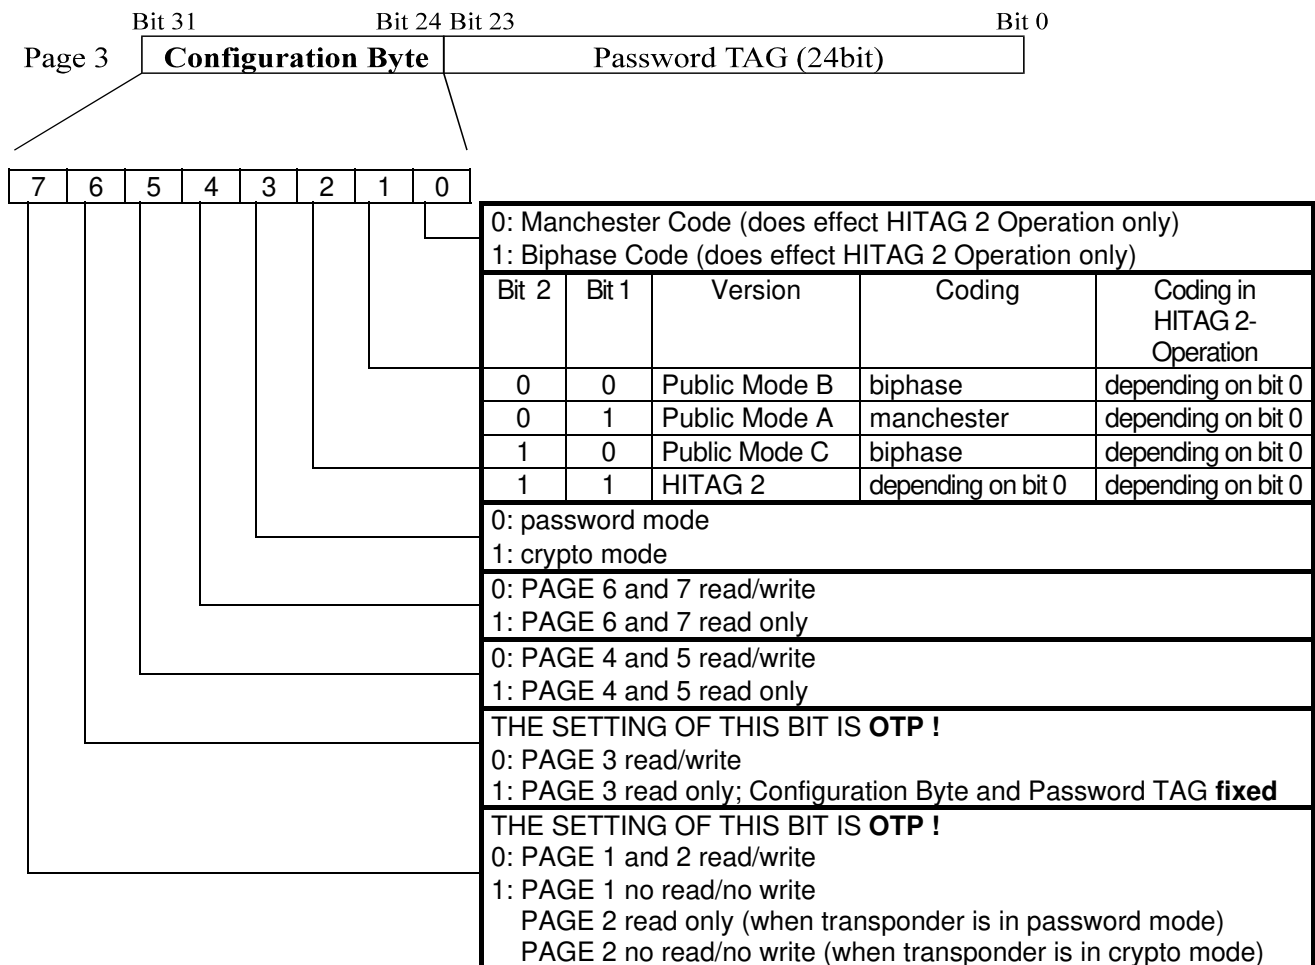 Bit 31 Bit 24 Bit 23 Bit 0
Page 3 Configuration Byte Password TAG (24bit)
7 6 5 4 3 2 1 0
0: Manchester Code (does effect HITAG 2 Operation only)
1: Biphase Code (does effect HITAG 2 Operation only)
Bit 2 Bit 1 Version Coding Coding in
HITAG 2-
Operation
0 0 Public Mode B biphase depending on bit 0
0 1 Public Mode A manchester depending on bit 0
1 0 Public Mode C biphase depending on bit 0
1 1 HITAG 2 depending on bit 0 depending on bit 0
0: password mode
1: crypto mode
0: PAGE 6 and 7 read/write
1: PAGE 6 and 7 read only
0: PAGE 4 and 5 read/write
1: PAGE 4 and 5 read only
THE SETTING OF THIS BIT IS OTP !
0: PAGE 3 read/write
1: PAGE 3 read only; Configuration Byte and Password TAG fixed
THE SETTING OF THIS BIT IS OTP !
0: PAGE 1 and 2 read/write
1: PAGE 1 no read/no write
PAGE 2 read only (when transponder is in password mode)
PAGE 2 no read/no write (when transponder is in crypto mode)